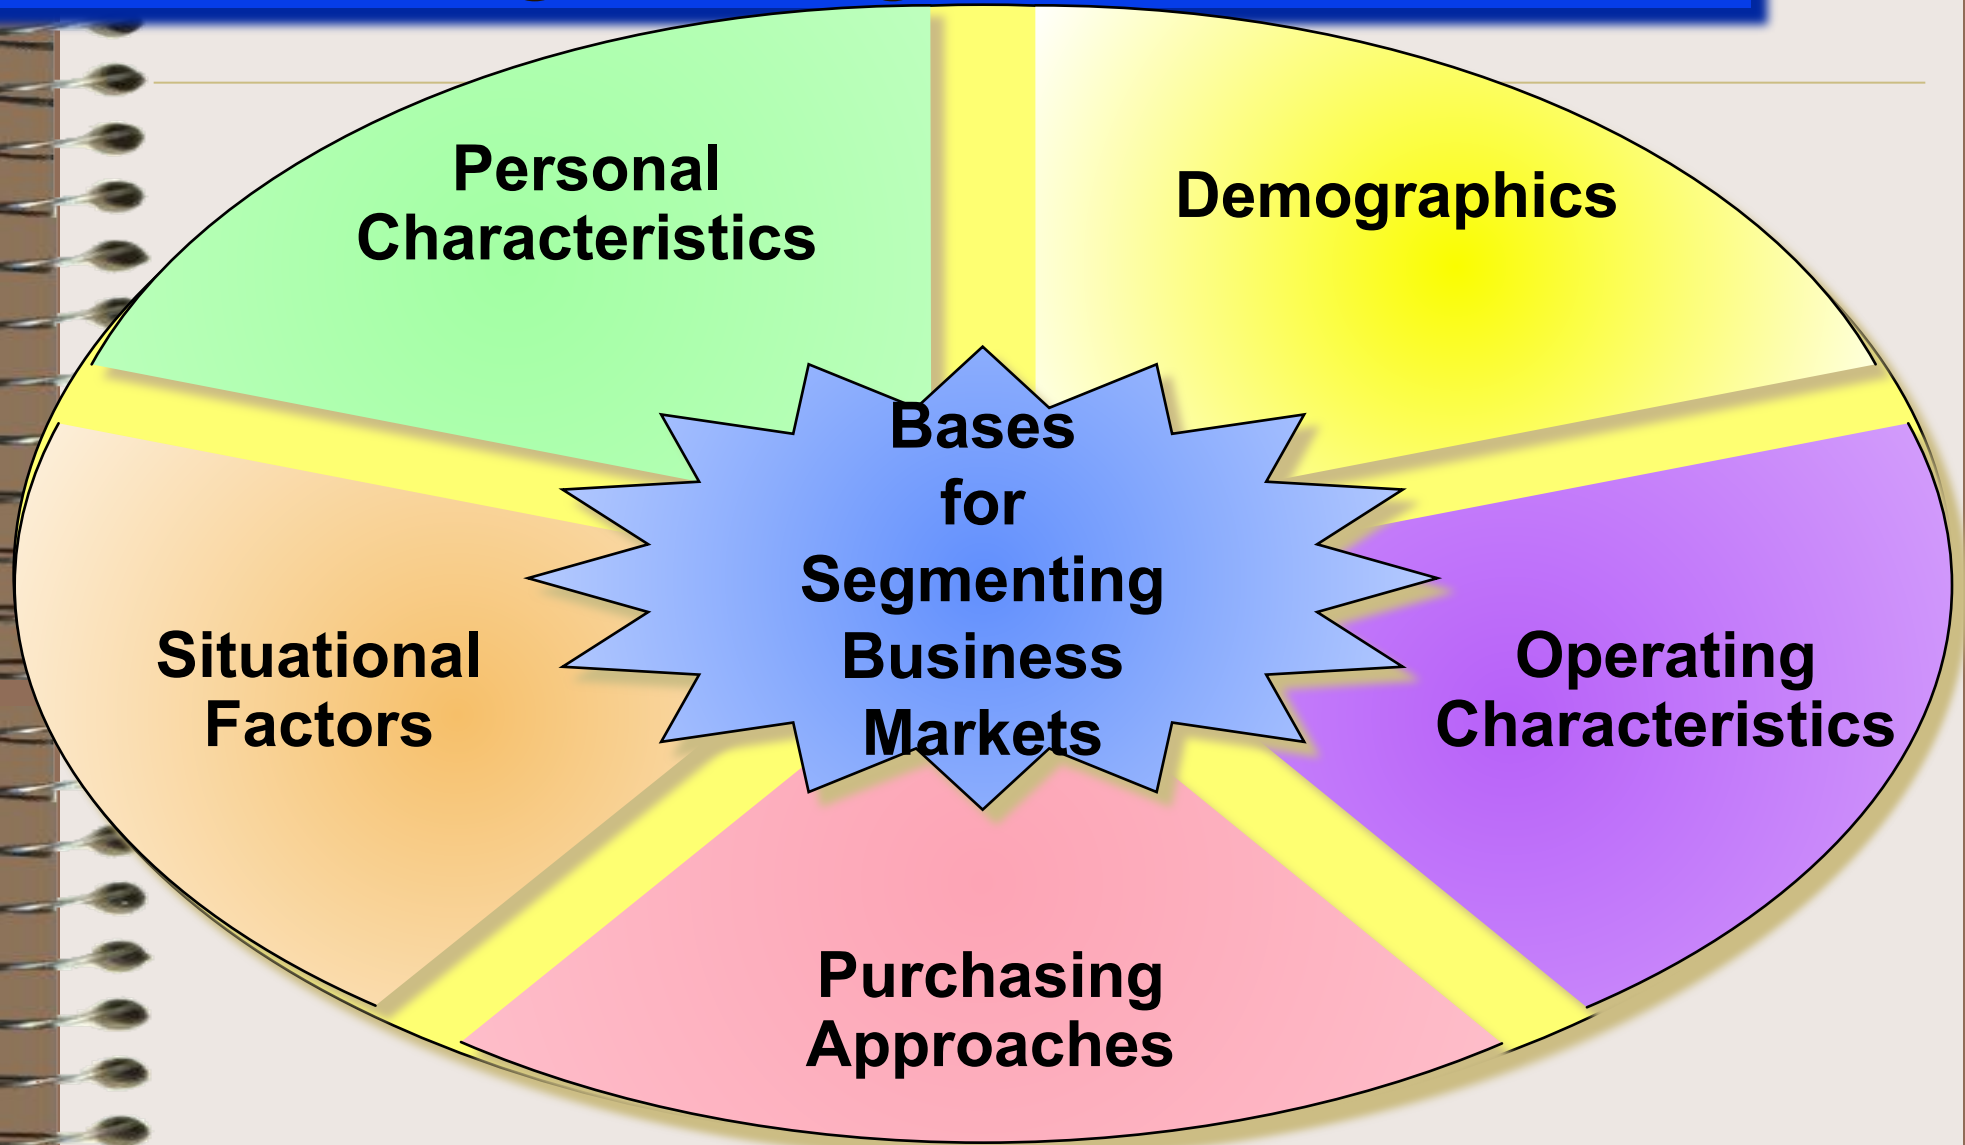 Personal
Characteristics
Demographics
Bases
for
Segmenting
Business
Markets
Situational
Factors
Operating
Characteristics
Purchasing
Approaches